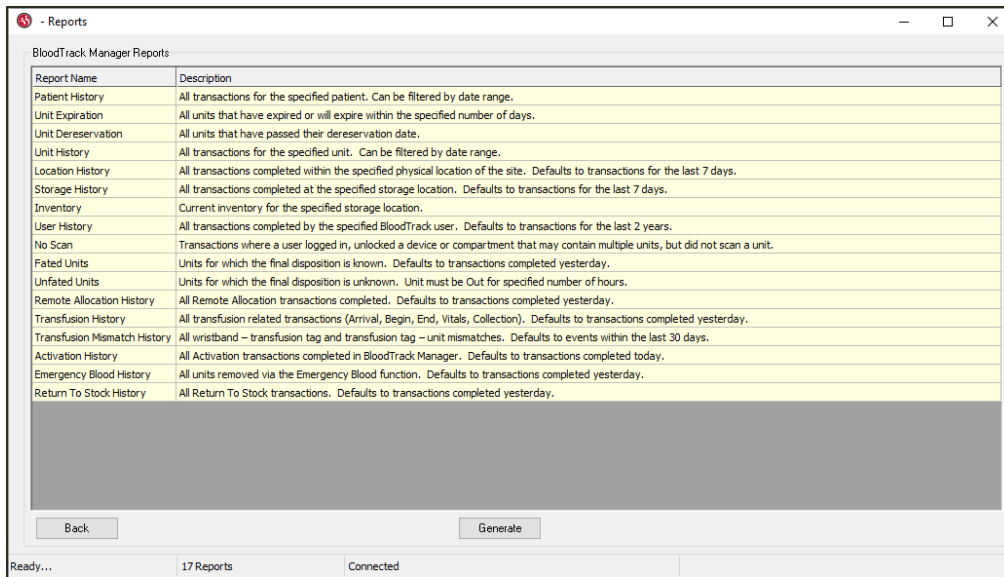 - Reports
BloodTrack Manager Reports
Report Name Description
Patient History All transactions for the specified patient. Can be filtered by date range.
Unit Expiration All units that have expired or will expire within the specified number of days.
Unit Dereservation All units that have passed their dereservation date.
Unit History All transactions for the specified unit.  Can be filtered by date range.
Location History All transactions completed within the specified physical location of the site.  Defaults to transactions for the last 7 days.
Storage History All transactions completed at the specified storage location.  Defaults to transactions for the last 7 days.
Inventory Current inventory for the specified storage location.
User History All transactions completed by the specified BloodTrack user.  Defaults to transactions for the last 2 years.
No Scan Transactions where a user logged in, unlocked a device or compartment that may contain multiple units, but did not scan a unit.
Fated Units Units for which the final disposition is known.  Defaults to transactions completed yesterday.
Unfated Units Units for which the final disposition is unknown.  Unit must be Out for specified number of hours.
Remote Allocation History All Remote Allocation transactions completed.  Defaults to transactions completed yesterday.
Transfusion History All transfusion related transactions (Arrival, Begin, End, Vitals, Collection).  Defaults to transactions completed yesterday.
Transfusion Mismatch History All wristband – transfusion tag and transfusion tag – unit mismatches.  Defaults to events within the last 30 days.
Activation History All Activation transactions completed in BloodTrack Manager.  Defaults to transactions completed today.
Emergency Blood History All units removed via the Emergency Blood function.  Defaults to transactions completed yesterday.
Return To Stock History All Return To Stock transactions.  Defaults to transactions completed yesterday.
Back Generate
Ready... 17 Reports Connected